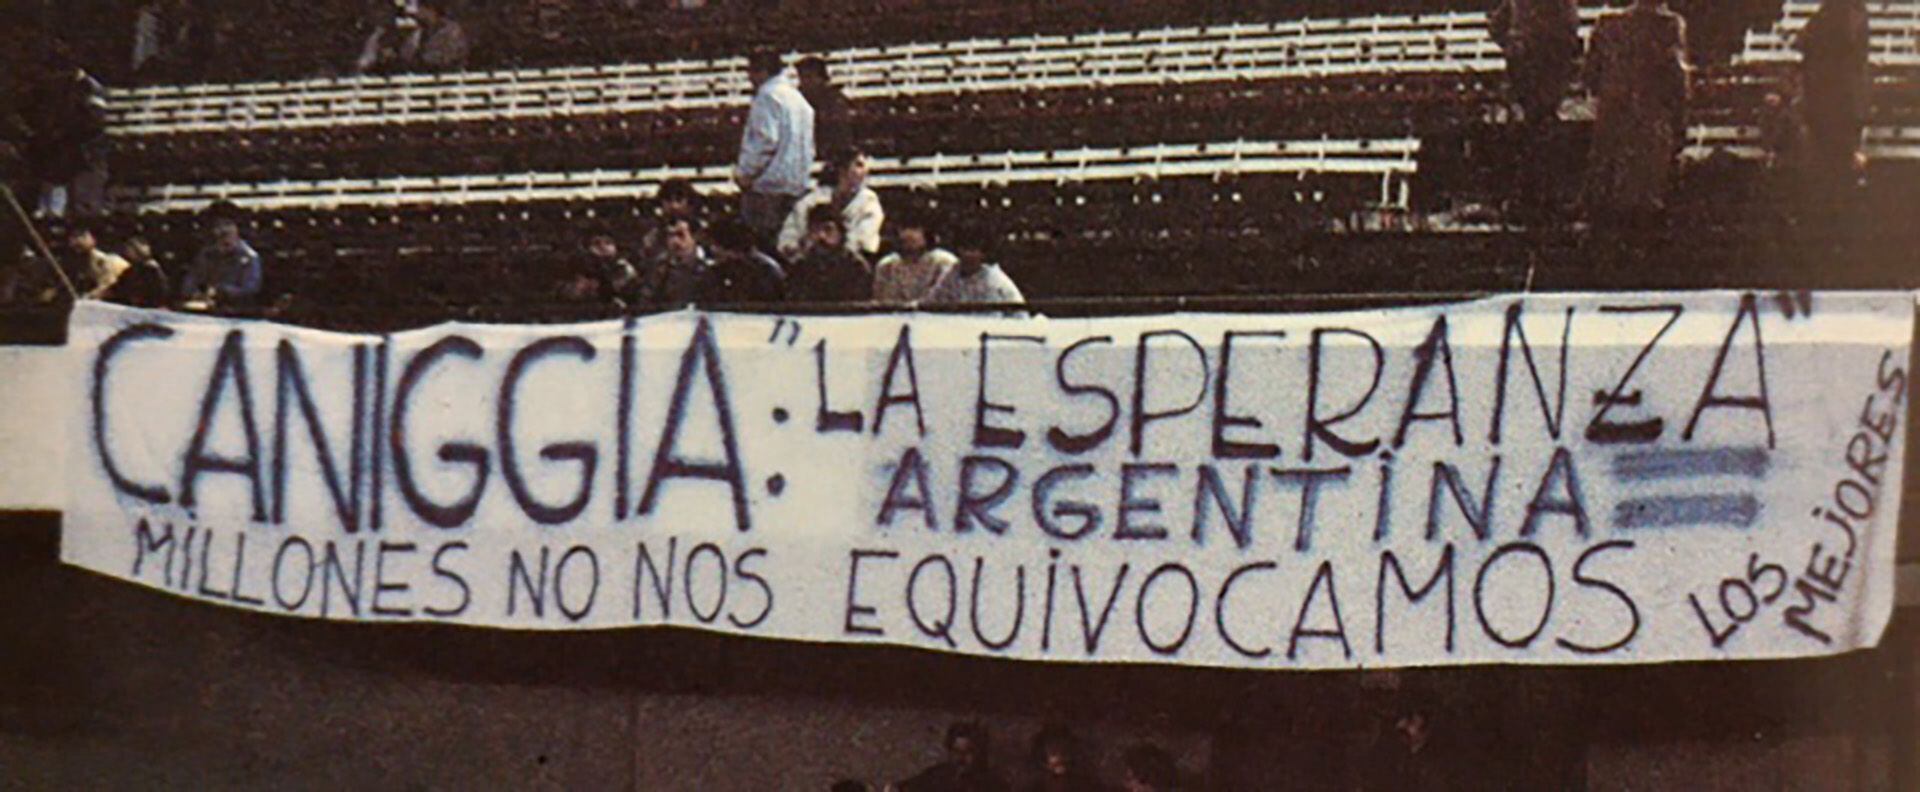 CANIGGIA: "LA ESPERANZA"
ARGENTINA
MILLONES NO NOS EQUIVOCAMOS
LOS
MEJORES